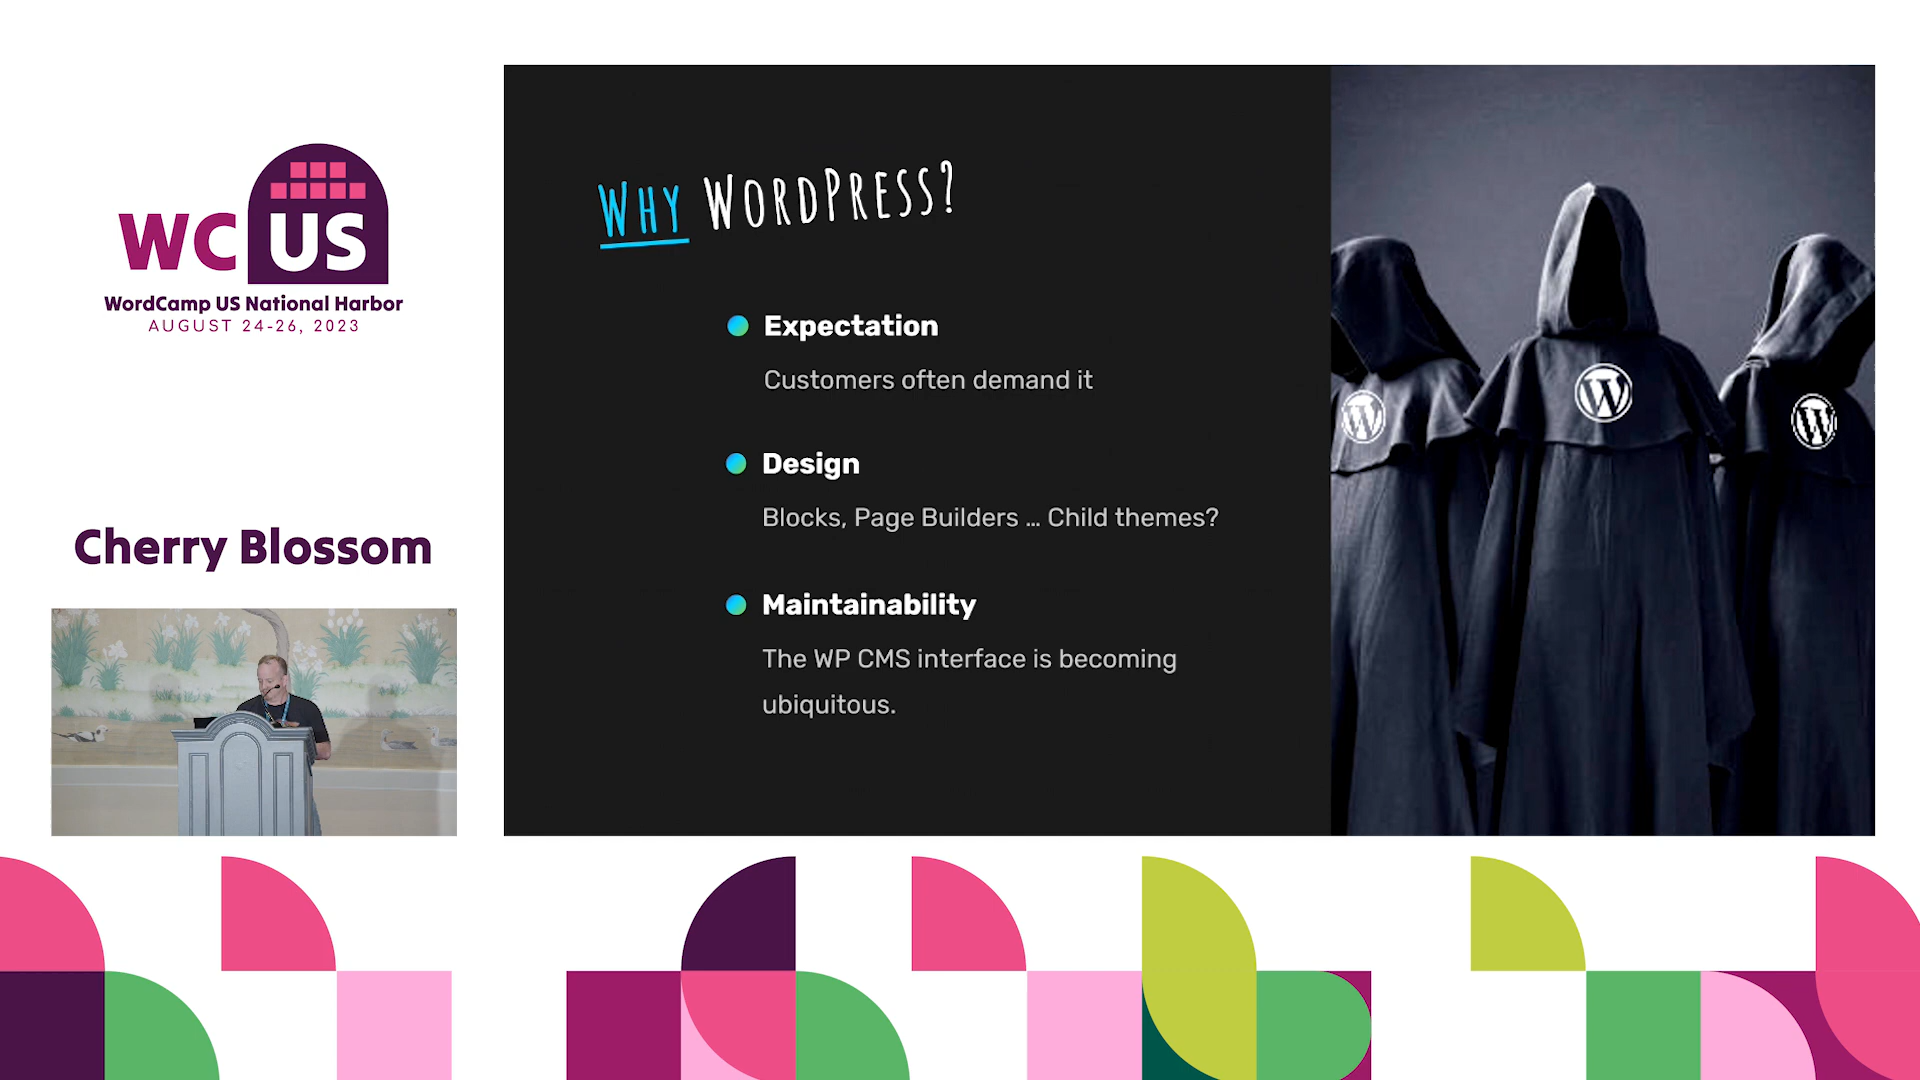 WC US
WordCamp US National Harbor
AUGUST 24-26, 2023
Cherry Blossom
Why WordPress?
Expectation
Customers often demand it
Design
Blocks, Page Builders ... Child themes?
Maintainability
The WP CMS interface is becoming
ubiquitous.